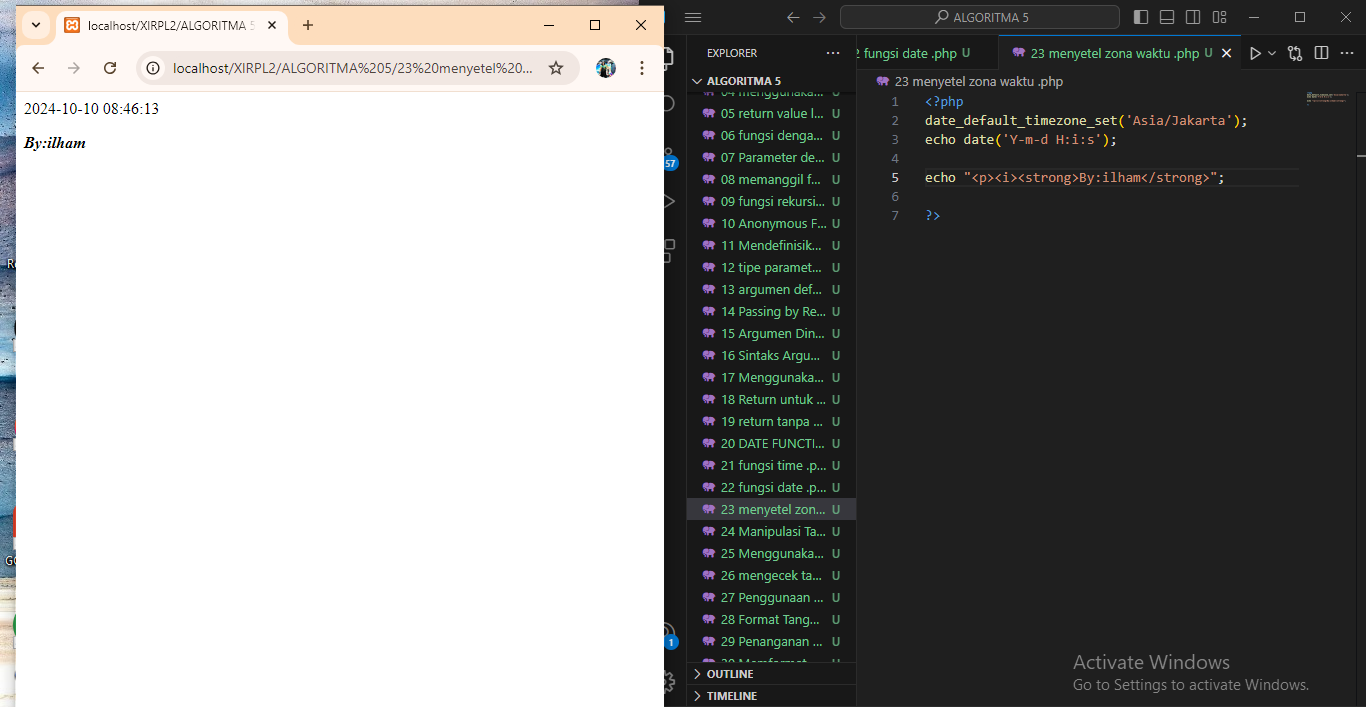 localhost/XIRPL2/ALGORITMA 5
localhost/XIRPL2/ALGORITMA%205/23%20menyetel%20...
2024-10-10 08:46:13
By:ilham
ALGORITMA 5
57
1
EXPLORER
ALGORITMA 5
05 return value l... U
06 fungsi denga... U
07 Parameter de... U
08 memanggil f... U
09 fungsi rekursi... U
10 Anonymous F... U
11 Mendefinisik... U
12 tipe paramet... U
13 argumen def... U
14 Passing by Re... U
15 Argumen Din... U
16 Sintaks Argu... U
17 Menggunaka... U
18 Return untuk ... U
19 return tanpa ... U
20 DATE FUNCTI... U
21 fungsi time .p... U
22 fungsi date .p... U
23 menyetel zon... U
24 Manipulasi Ta... U
25 Menggunaka... U
26 mengecek ta... U
27 Penggunaan ... U
28 Format Tang... U
29 Penanganan ... U
OUTLINE
TIMELINE
fungsi date .php U
23 menyetel zona waktu .php U
23 menyetel zona waktu .php
1 <?php
2 date_default_timezone_set('Asia/Jakarta');
3 echo date('Y-m-d H:i:s');
4
5 echo "<p><i><strong>By:ilham</strong>";
6
7 ?>
Activate Windows
Go to Settings to activate Windows.